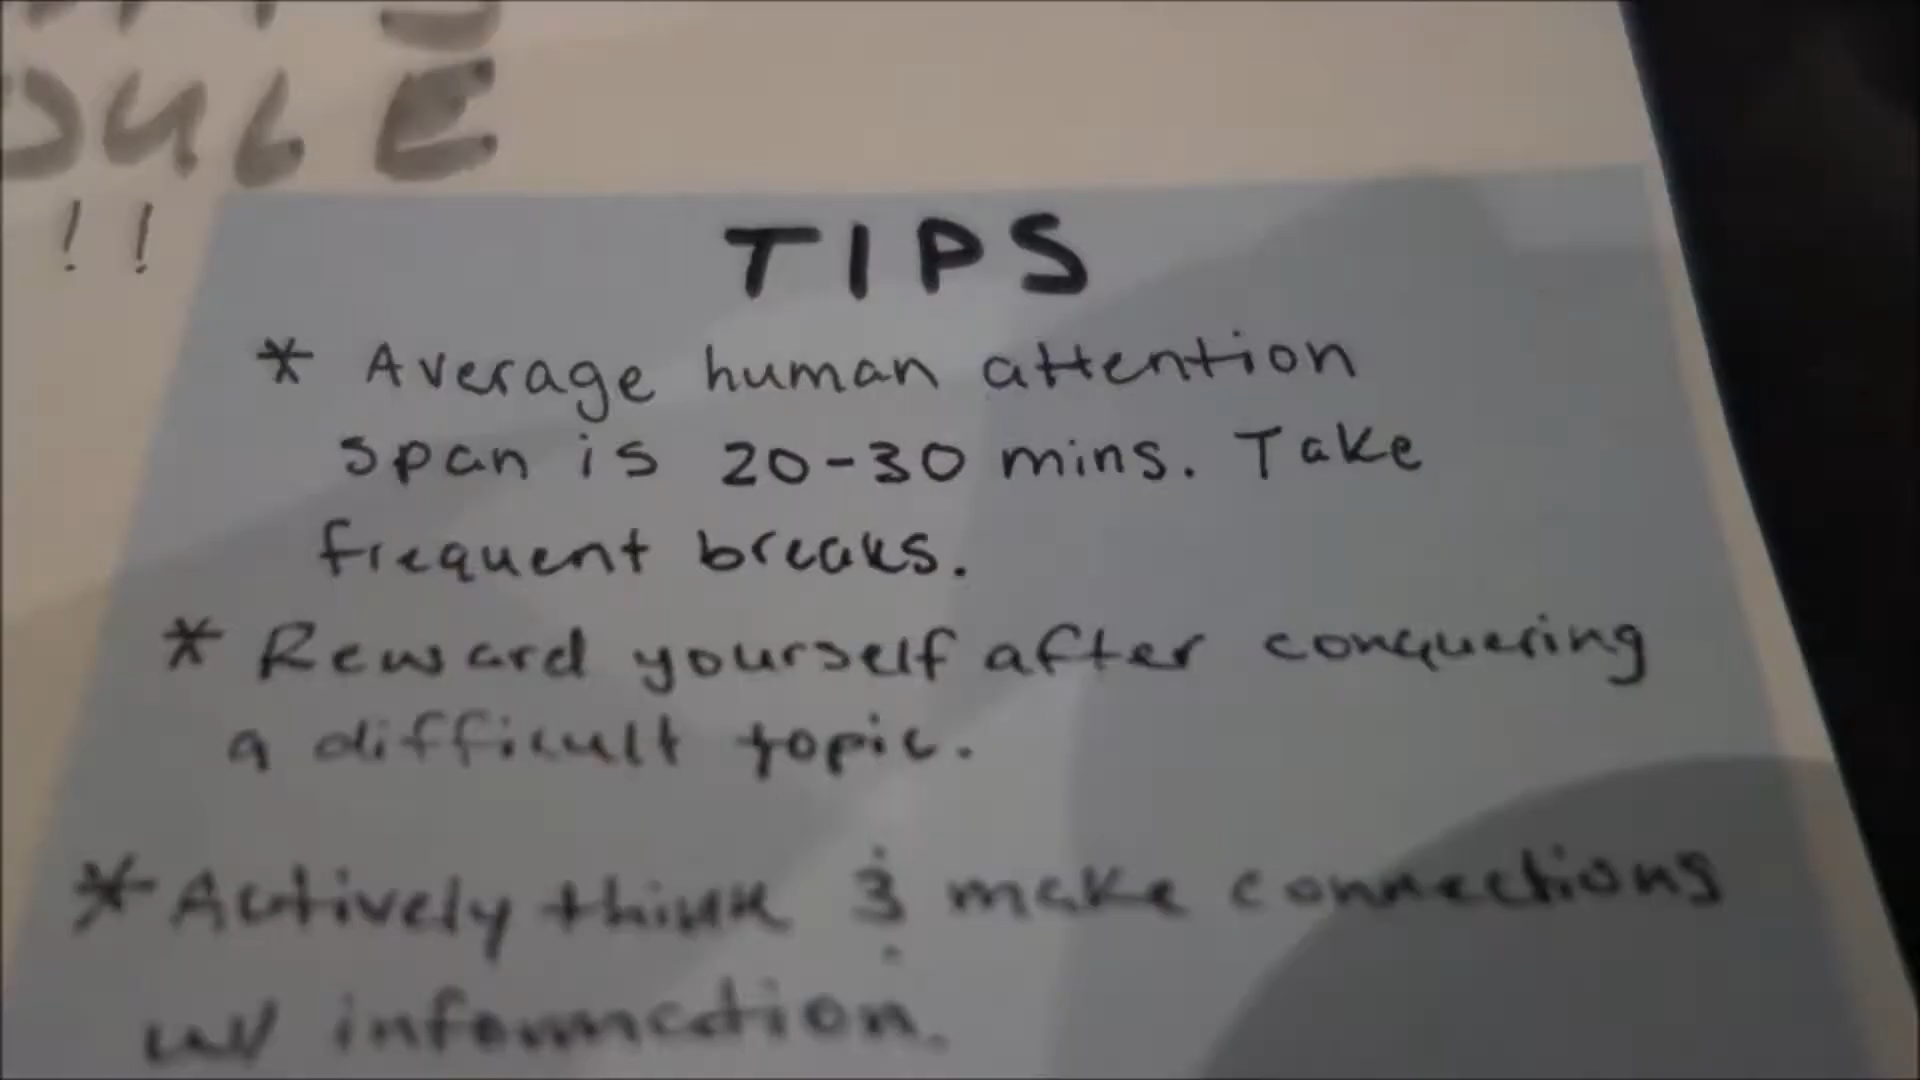 DULE
!!
TIPS
* Average human attention
span is 20-30 mins. Take
frequent breaks.
* Reward yourself after conquering
a difficult topic.
* Actively think & make connections
w/ information.